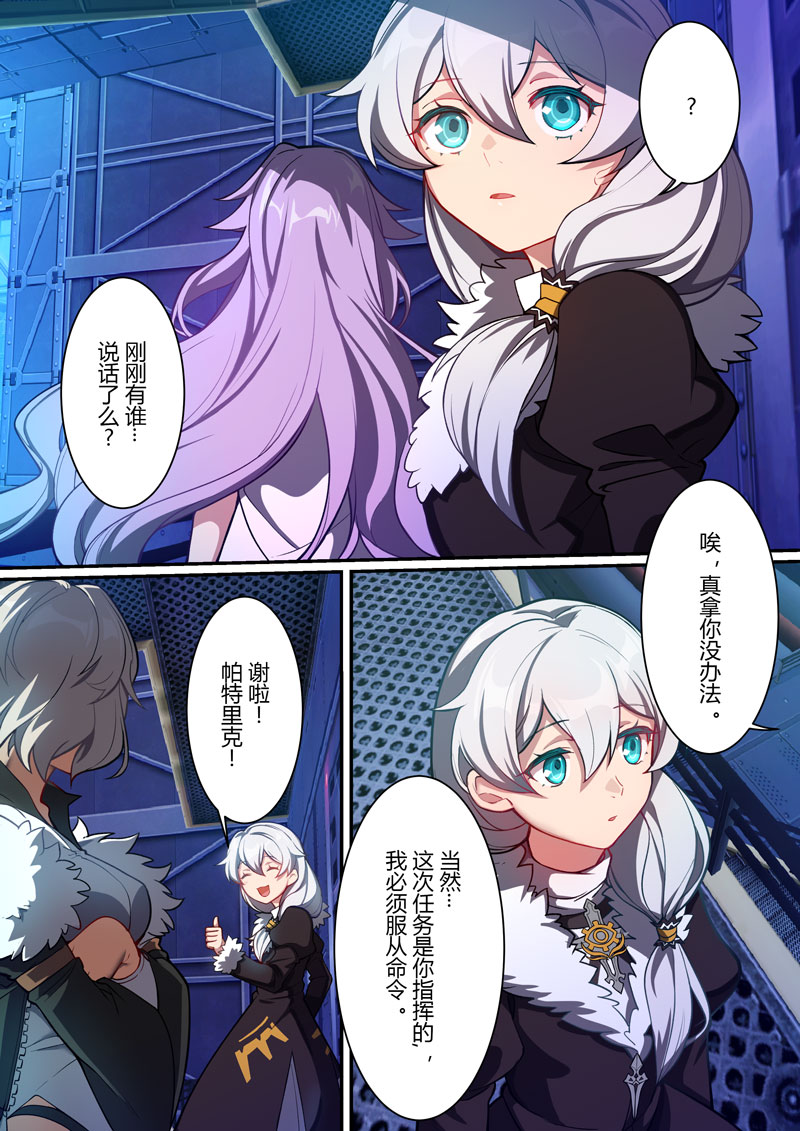 ?
刚刚有谁…
说话了么?
唉,真拿你没办法。
当然…
这次任务是你指挥的,
我必须服从命令。
谢啦!
帕特里克!